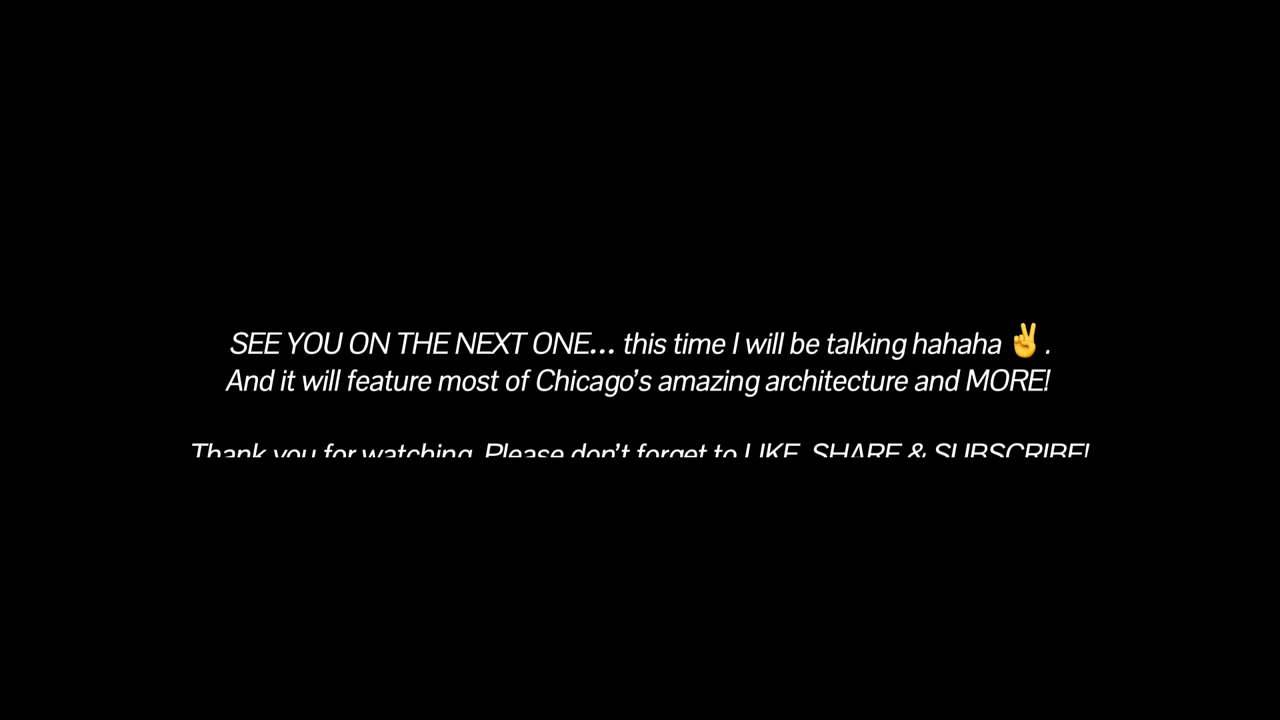 SEE YOU ON THE NEXT ONE... this time I will be talking hahaha ✌️.
And it will feature most of Chicago’s amazing architecture and MORE!
Thank you for watching. Please don’t forget to LIKE, SHARE & SUBSCRIBE!